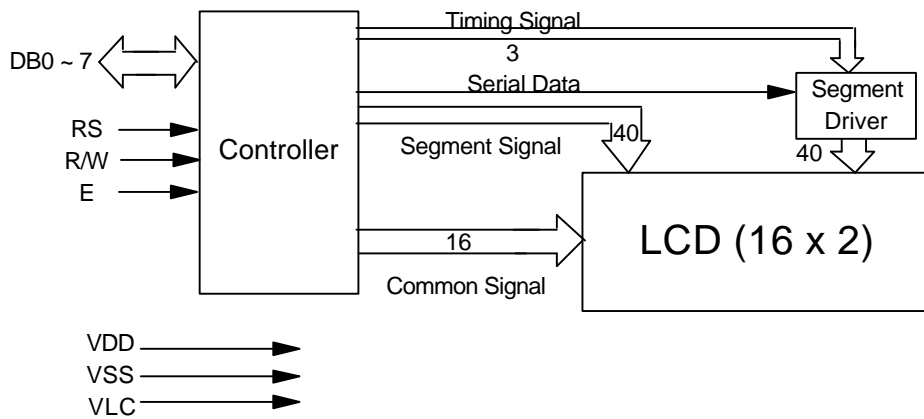 Timing Signal
3
DB0 ~ 7
Serial Data
Segment
Driver
RS
Controller
40
Segment Signal
R/W
40
E
LCD (16 x 2)
16
Common Signal
VDD
VSS
VLC